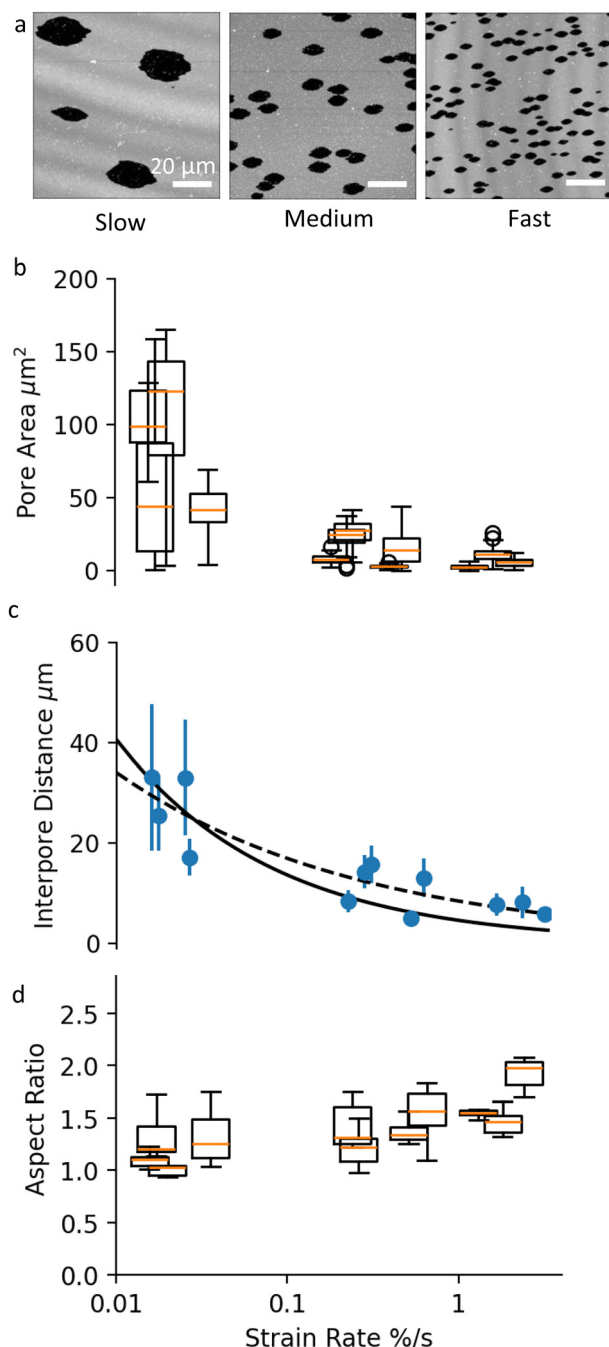 a
20 μm
Slow Medium Fast
b
200
150
100
50
0
Pore Area μm²
c
60
40
20
0
Interpore Distance μm
d
2.5
2.0
1.5
1.0
0.5
0.0
Aspect Ratio
0.01 0.1 1
Strain Rate %/s